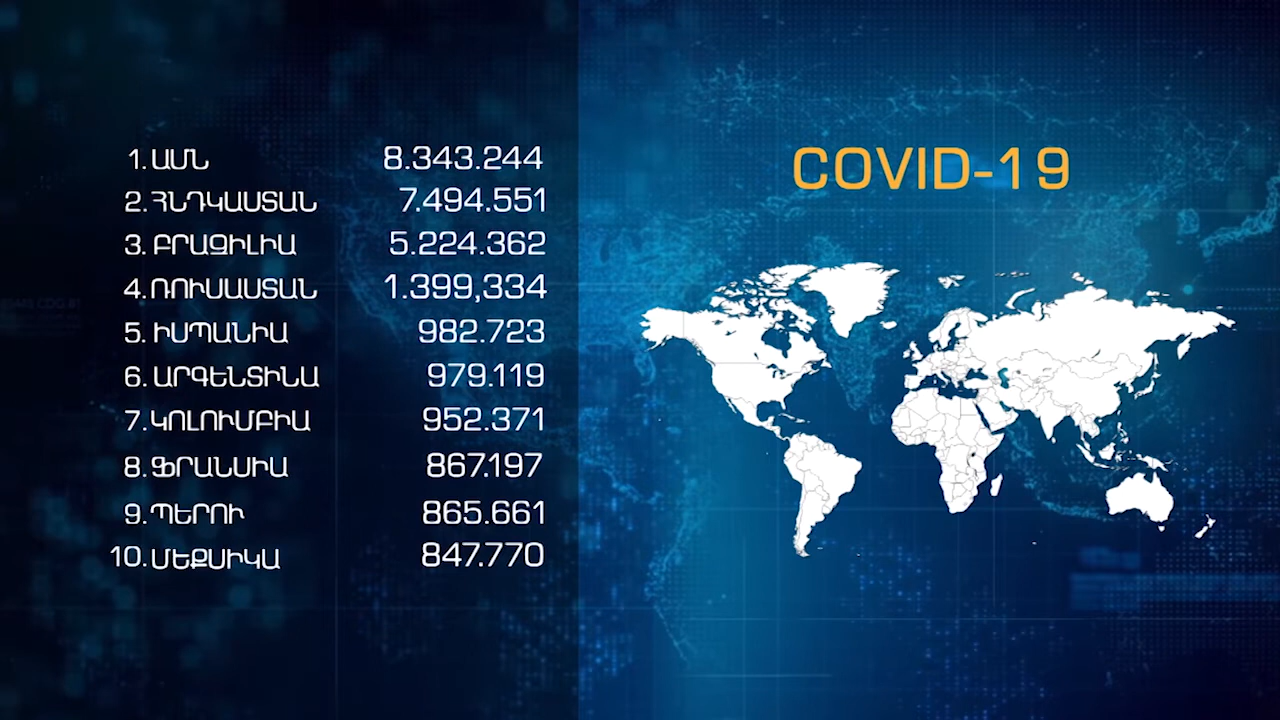 1. ԱՄՆ 8.343.244
2. ՀՆԴԿԱՍՏԱՆ 7.494.551
3. ԲՐԱԶԻԼԻԱ 5.224.362
4. ՌՈՒՍԱՍՏԱՆ 1.399,334
5. ԻՍՊԱՆԻԱ 982.723
6. ԱՐԳԵՆՏԻՆԱ 979.119
7. ԿՈԼՈՒՄԲԻԱ 952.371
8. ՖՐԱՆՍԻԱ 867.197
9. ՊԵՐՈՒ 865.661
10. ՄԵՔՍԻԿԱ 847.770
COVID-19